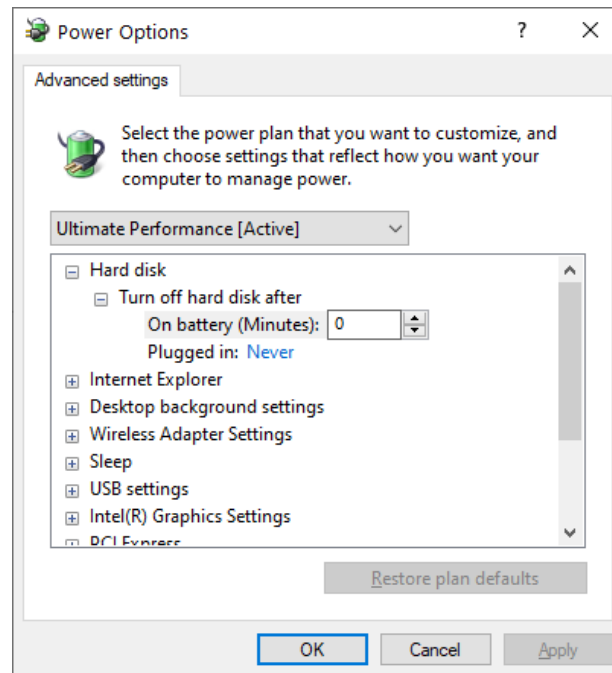 Power Options
?
Advanced settings
Select the power plan that you want to customize, and
then choose settings that reflect how you want your
computer to manage power.
Ultimate Performance [Active]
Hard disk
Turn off hard disk after
On battery (Minutes): 0
Plugged in: Never
Internet Explorer
Desktop background settings
Wireless Adapter Settings
Sleep
USB settings
Intel(R) Graphics Settings
PCI Express
Restore plan defaults
OK Cancel Apply